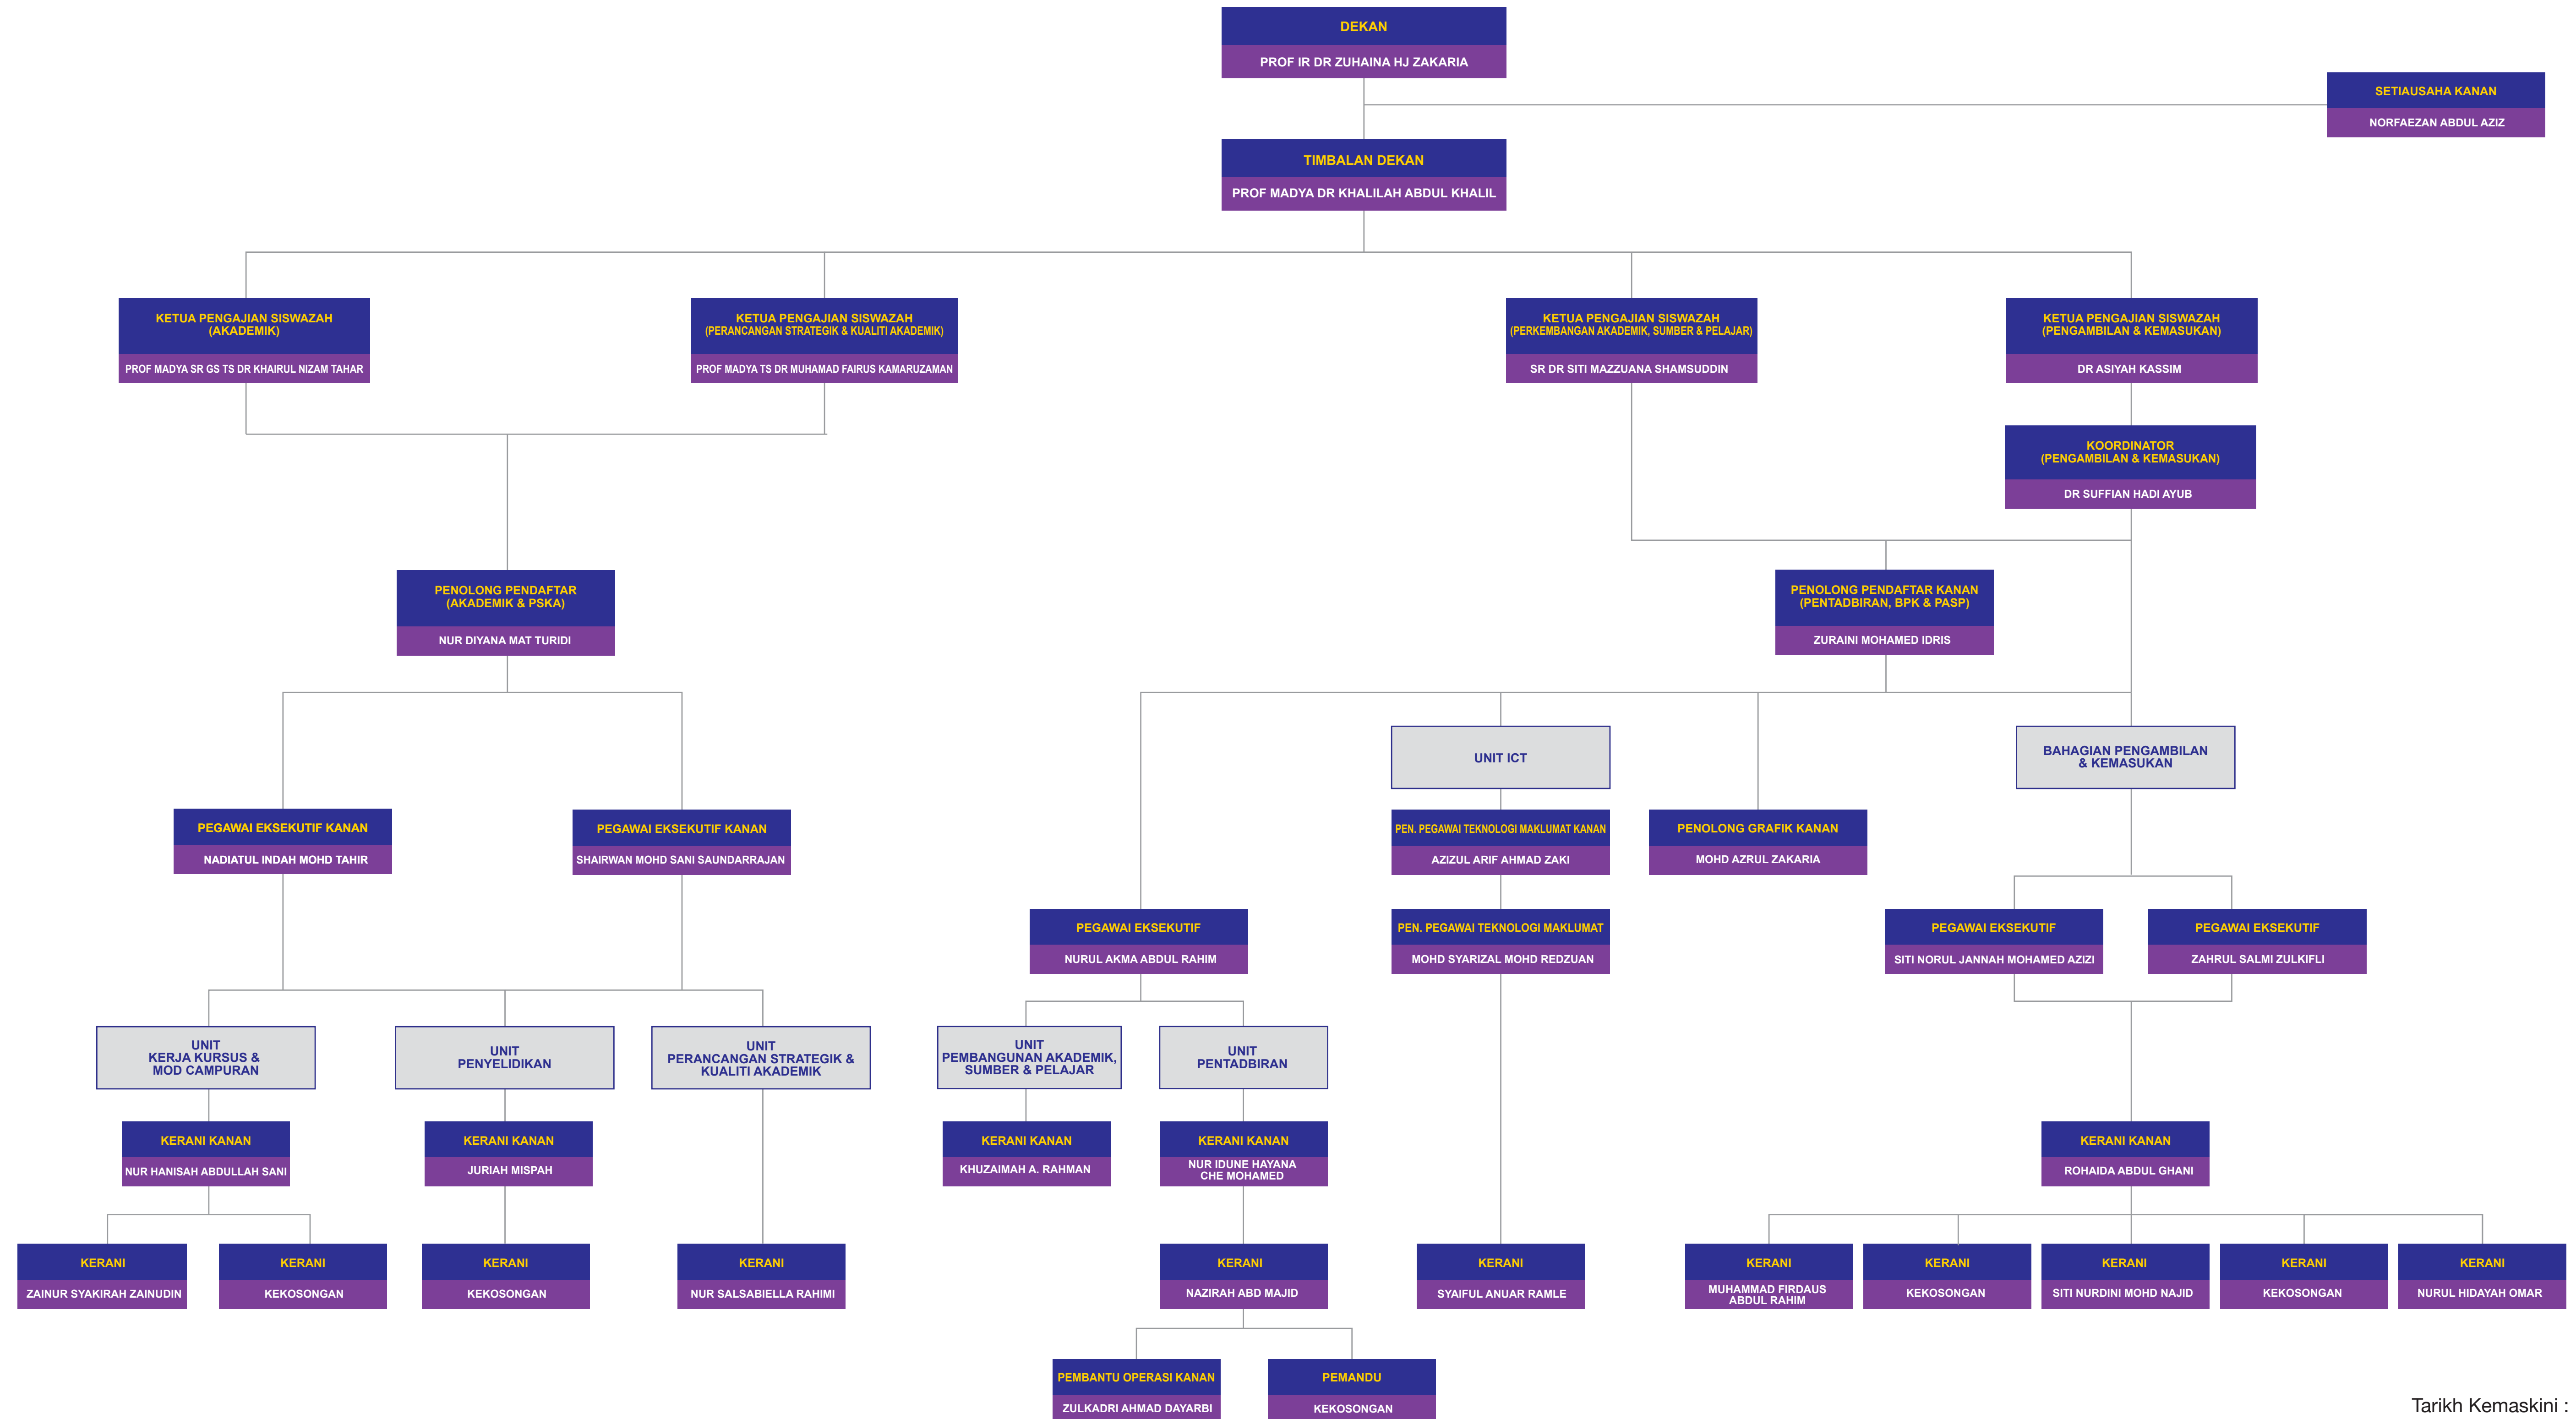 DEKAN
PROF IR DR ZUHAINA HJ ZAKARIA
SETIAUSAHA KANAN
NORFAEZAN ABDUL AZIZ
TIMBALAN DEKAN
PROF MADYA DR KHALILAH ABDUL KHALIL
KETUA PENGAJIAN SISWAZAH
(AKADEMIK)
PROF MADYA SR GS TS DR KHAIRUL NIZAM TAHAR
KETUA PENGAJIAN SISWAZAH
(PERANCANGAN STRATEGIK & KUALITI AKADEMIK)
PROF MADYA TS DR MUHAMAD FAIRUS KAMARUZAMAN
KETUA PENGAJIAN SISWAZAH
(PERKEMBANGAN AKADEMIK, SUMBER & PELAJAR)
SR DR SITI MAZZUANA SHAMSUDDIN
KETUA PENGAJIAN SISWAZAH
(PENGAMBILAN & KEMASUKAN)
DR ASIYAH KASSIM
KOORDINATOR
(PENGAMBILAN & KEMASUKAN)
DR SUFFIAN HADI AYUB
PENOLONG PENDAFTAR
(AKADEMIK & PSKA)
NUR DIYANA MAT TURIDI
PENOLONG PENDAFTAR KANAN
(PENTADBIRAN, BPK & PASP)
ZURAINI MOHAMED IDRIS
UNIT ICT
BAHAGIAN PENGAMBILAN
& KEMASUKAN
PEGAWAI EKSEKUTIF KANAN
NADIATUL INDAH MOHD TAHIR
PEGAWAI EKSEKUTIF KANAN
SHAIRWAN MOHD SANI SAUNDARRAJAN
PEN. PEGAWAI TEKNOLOGI MAKLUMAT KANAN
AZIZUL ARIF AHMAD ZAKI
PENOLONG GRAFIK KANAN
MOHD AZRUL ZAKARIA
PEGAWAI EKSEKUTIF
NURUL AKMA ABDUL RAHIM
PEN. PEGAWAI TEKNOLOGI MAKLUMAT
MOHD SYARIZAL MOHD REDZUAN
PEGAWAI EKSEKUTIF
SITI NORUL JANNAH MOHAMED AZIZI
PEGAWAI EKSEKUTIF
ZAHRUL SALMI ZULKIFLI
UNIT
KERJA KURSUS &
MOD CAMPURAN
UNIT
PENYELIDIKAN
UNIT
PERANCANGAN STRATEGIK &
KUALITI AKADEMIK
UNIT
PEMBANGUNAN AKADEMIK,
SUMBER & PELAJAR
UNIT
PENTADBIRAN
KERANI KANAN
NUR HANISAH ABDULLAH SANI
KERANI KANAN
JURIAH MISPAH
KERANI KANAN
KHUZAIMAH A. RAHMAN
KERANI KANAN
NUR IDUNE HAYANA
CHE MOHAMED
KERANI KANAN
ROHAIDA ABDUL GHANI
KERANI
ZAINUR SYAKIRAH ZAINUDIN
KERANI
KEKOSONGAN
KERANI
KEKOSONGAN
KERANI
NUR SALSABIELLA RAHIMI
KERANI
NAZIRAH ABD MAJID
KERANI
SYAIFUL ANUAR RAMLE
KERANI
MUHAMMAD FIRDAUS
ABDUL RAHIM
KERANI
KEKOSONGAN
KERANI
SITI NURDINI MOHD NAJID
KERANI
KEKOSONGAN
KERANI
NURUL HIDAYAH OMAR
PEMBANTU OPERASI KANAN
ZULKADRI AHMAD DAYARBI
PEMANDU
KEKOSONGAN
Tarikh Kemaskini :